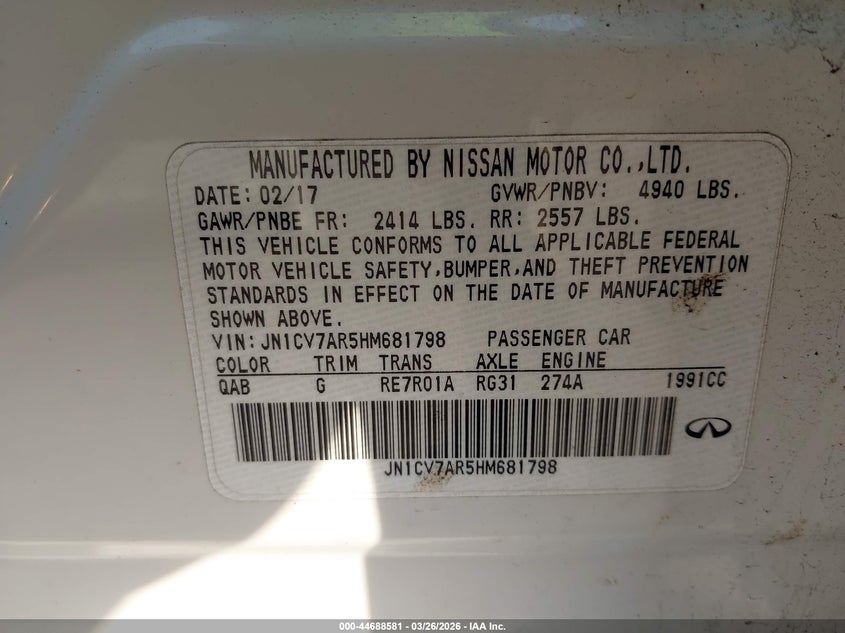 MANUFACTURED BY NISSAN MOTOR CO.,LTD.
DATE: 02/17 GVWR/PNBV: 4940 LBS.
GAWR/PNBE FR: 2414 LBS. RR: 2557 LBS.
THIS VEHICLE CONFORMS TO ALL APPLICABLE FEDERAL
MOTOR VEHICLE SAFETY,BUMPER,AND THEFT PREVENTION
STANDARDS IN EFFECT ON THE DATE OF MANUFACTURE
SHOWN ABOVE.
VIN:JN1CV7AR5HM681798 PASSENGER CAR
COLOR TRIM TRANS AXLE ENGINE
QAB G RE7R01A RG31 274A 1991CC
JN1CV7AR5HM681798
000-44688581 - 03/26/2026 - IAA Inc.